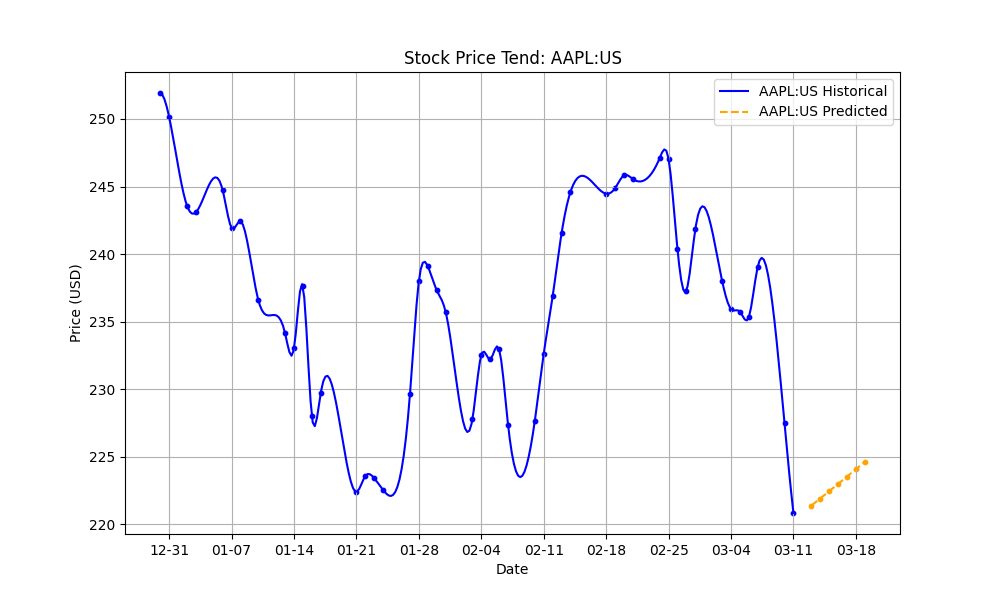 Stock Price Tend: AAPL:US
AAPL:US Historical
AAPL:US Predicted
Price (USD)
250
245
240
235
230
225
220
12-31 01-07 01-14 01-21 01-28 02-04 02-11 02-18 02-25 03-04 03-11 03-18
Date